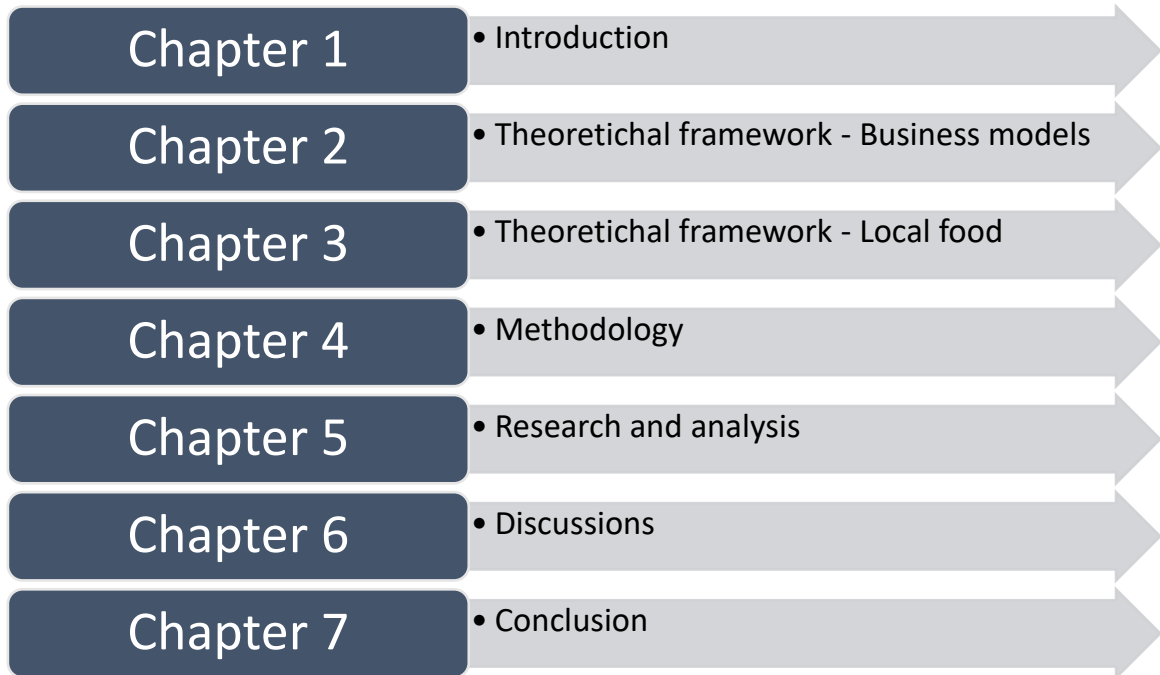 Chapter 1
• Introduction
Chapter 2
• Theoretichal framework - Business models
Chapter 3
• Theoretichal framework - Local food
Chapter 4
• Methodology
Chapter 5
• Research and analysis
Chapter 6
• Discussions
Chapter 7
• Conclusion